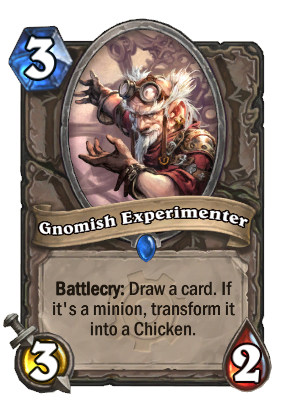 3
Gnomish Experimenter
Battlecry: Draw a card. If
it's a minion, transform it
into a Chicken.
3
2